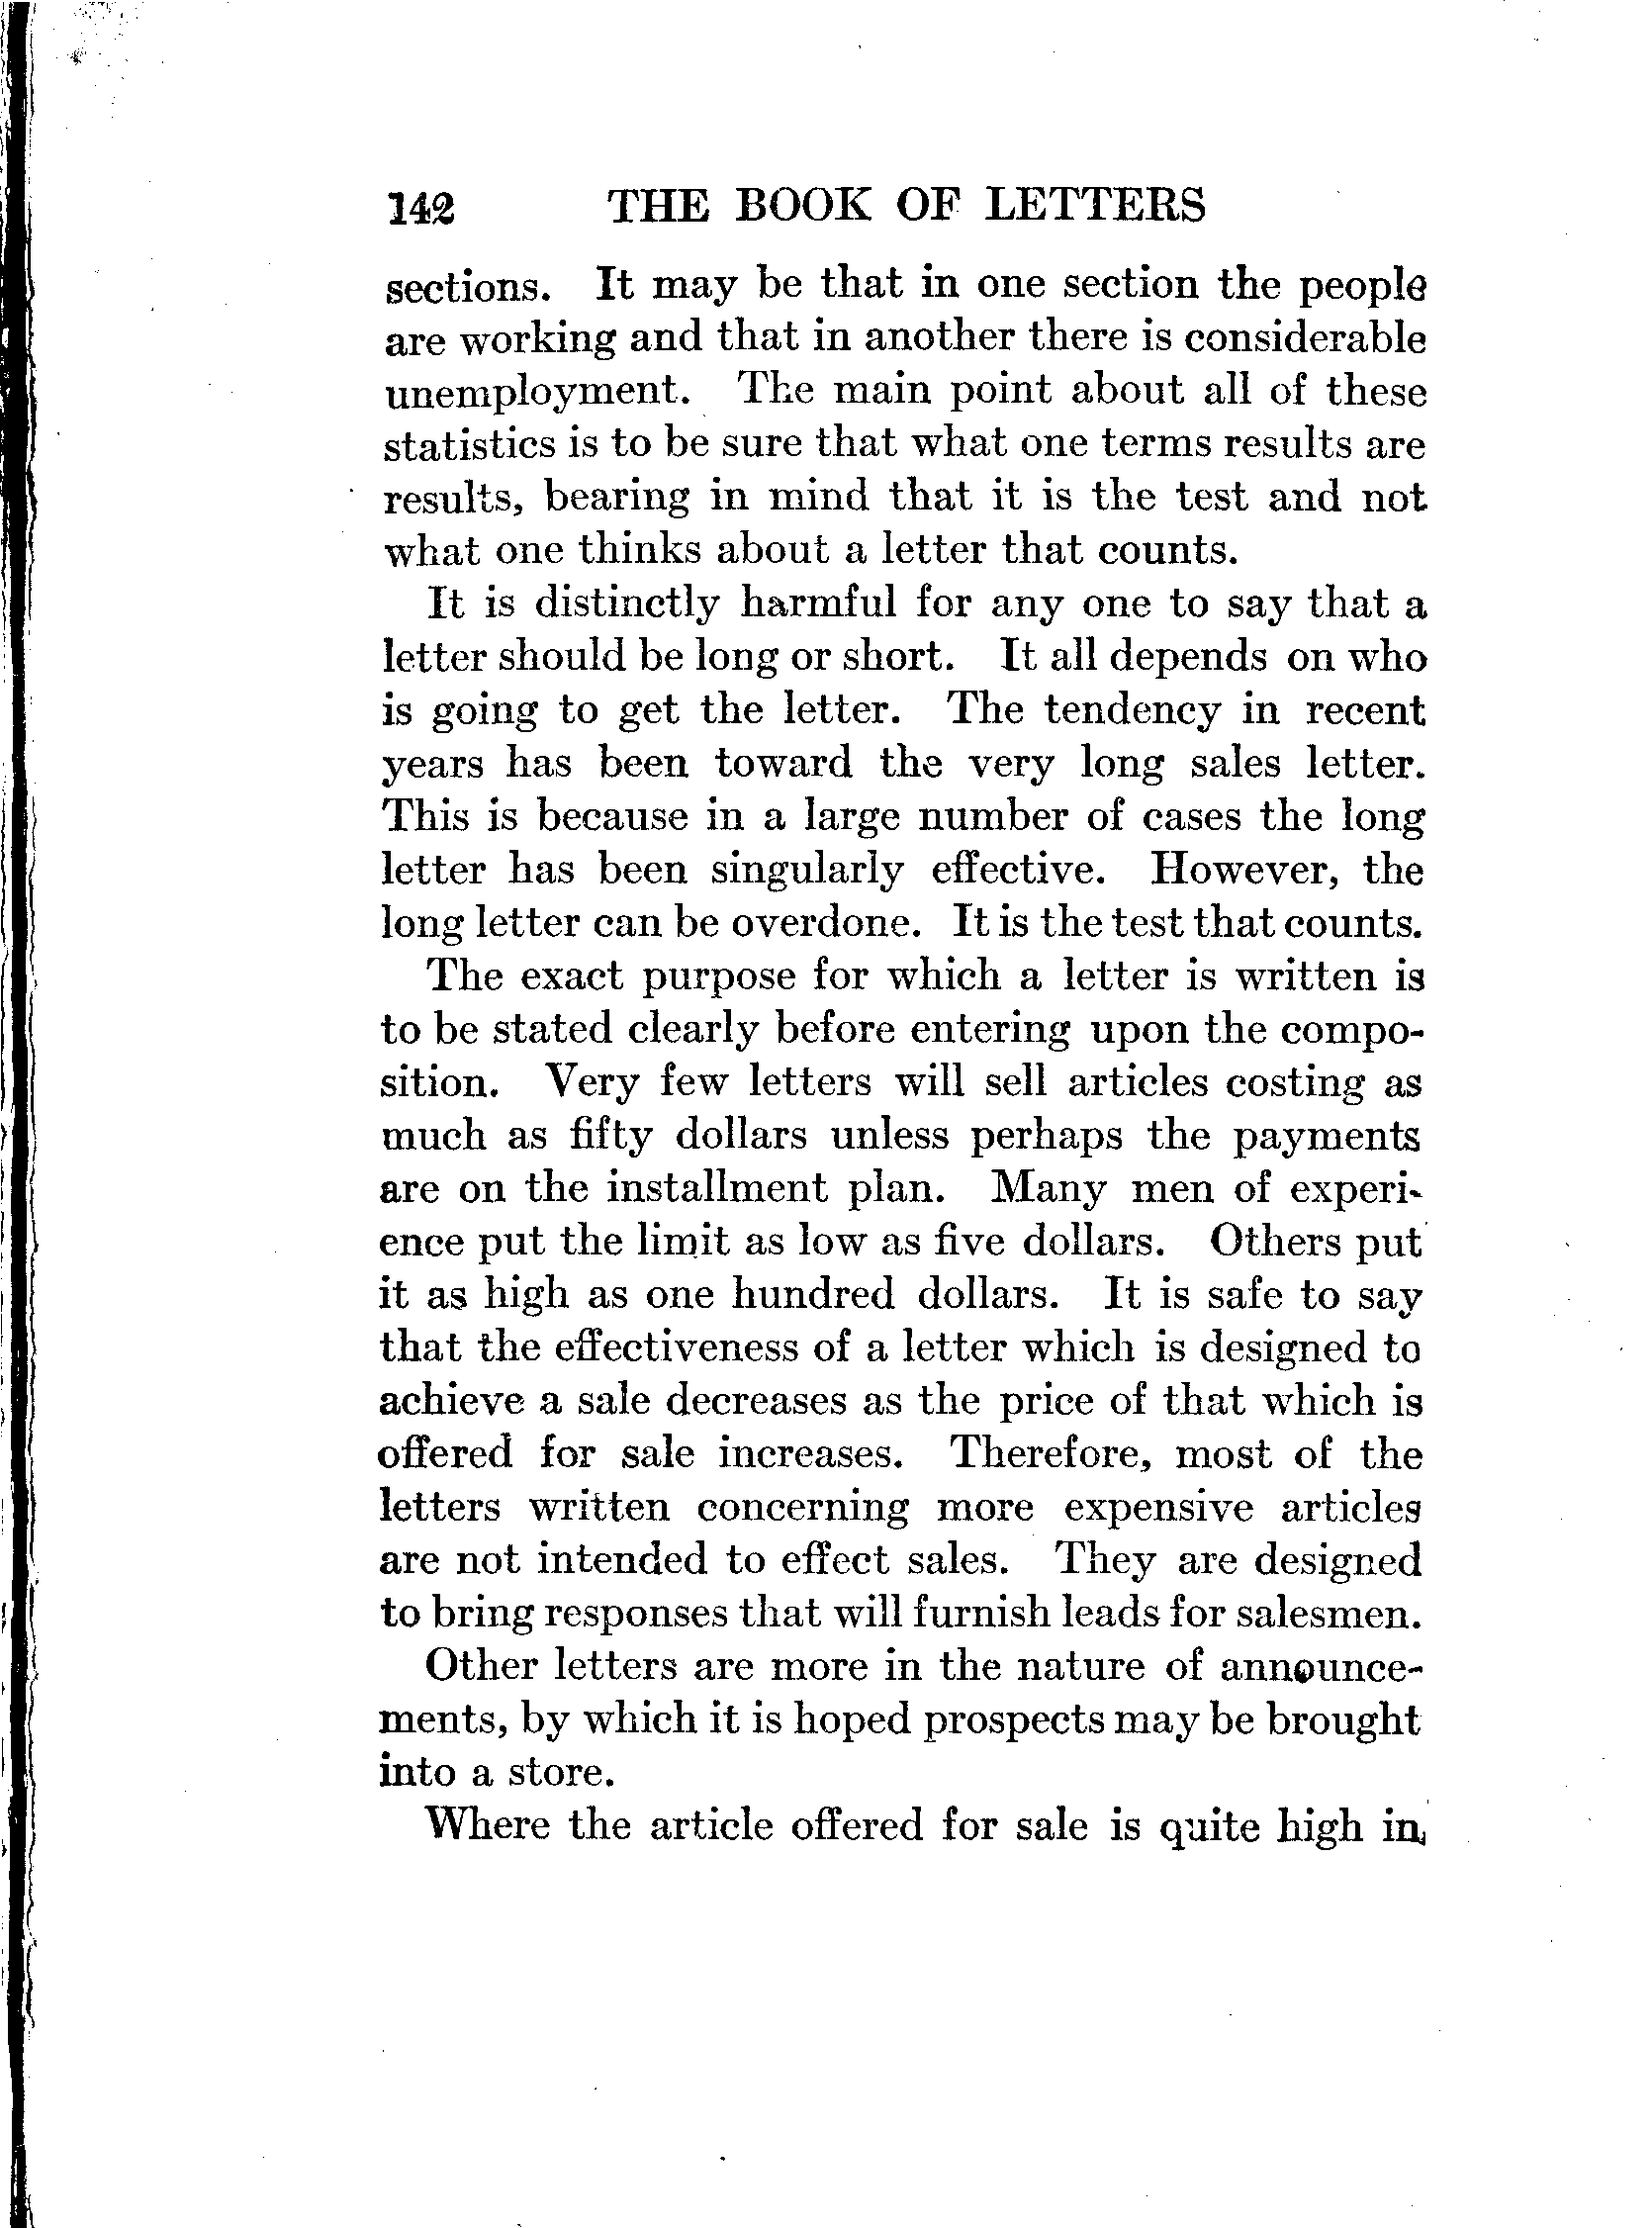 142 THE BOOK OF LETTERS
sections. It may be that in one section the people
are working and that in another there is considerable
unemployment. The main point about all of these
statistics is to be sure that what one terms results are
results, bearing in mind that it is the test and not
what one thinks about a letter that counts.
It is distinctly harmful for any one to say that a
letter should be long or short. It all depends on who
is going to get the letter. The tendency in recent
years has been toward the very long sales letter.
This is because in a large number of cases the long
letter has been singularly effective. However, the
long letter can be overdone. It is the test that counts.
The exact purpose for which a letter is written is
to be stated clearly before entering upon the compo-
sition. Very few letters will sell articles costing as
much as fifty dollars unless perhaps the payments
are on the installment plan. Many men of experi-
ence put the limit as low as five dollars. Others put
it as high as one hundred dollars. It is safe to say
that the effectiveness of a letter which is designed to
achieve a sale decreases as the price of that which is
offered for sale increases. Therefore, most of the
letters written concerning more expensive articles
are not intended to effect sales. They are designed
to bring responses that will furnish leads for salesmen.
Other letters are more in the nature of announce-
ments, by which it is hoped prospects may be brought
into a store.
Where the article offered for sale is quite high in